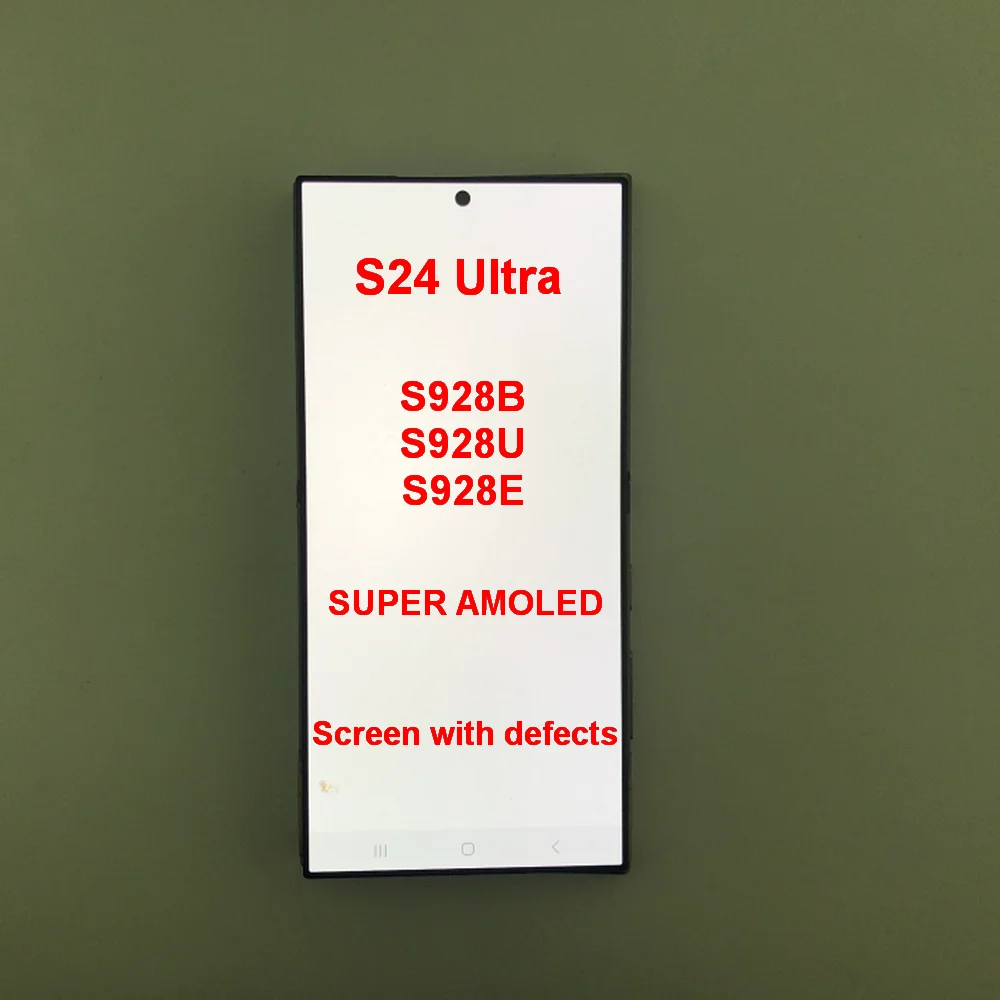 S24 Ultra
S928B
S928U
S928E
SUPER AMOLED
Screen with defects